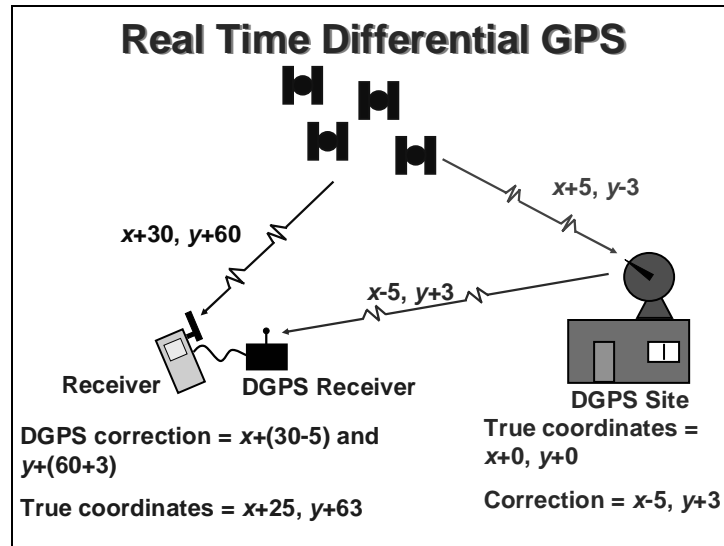 Real Time Differential GPS
x+5, y-3
x+30, y+60
x-5, y+3
Receiver
DGPS Receiver
DGPS Site
DGPS correction = x+(30-5) and
y+(60+3)
True coordinates = x+25, y+63
True coordinates =
x+0, y+0
Correction = x-5, y+3